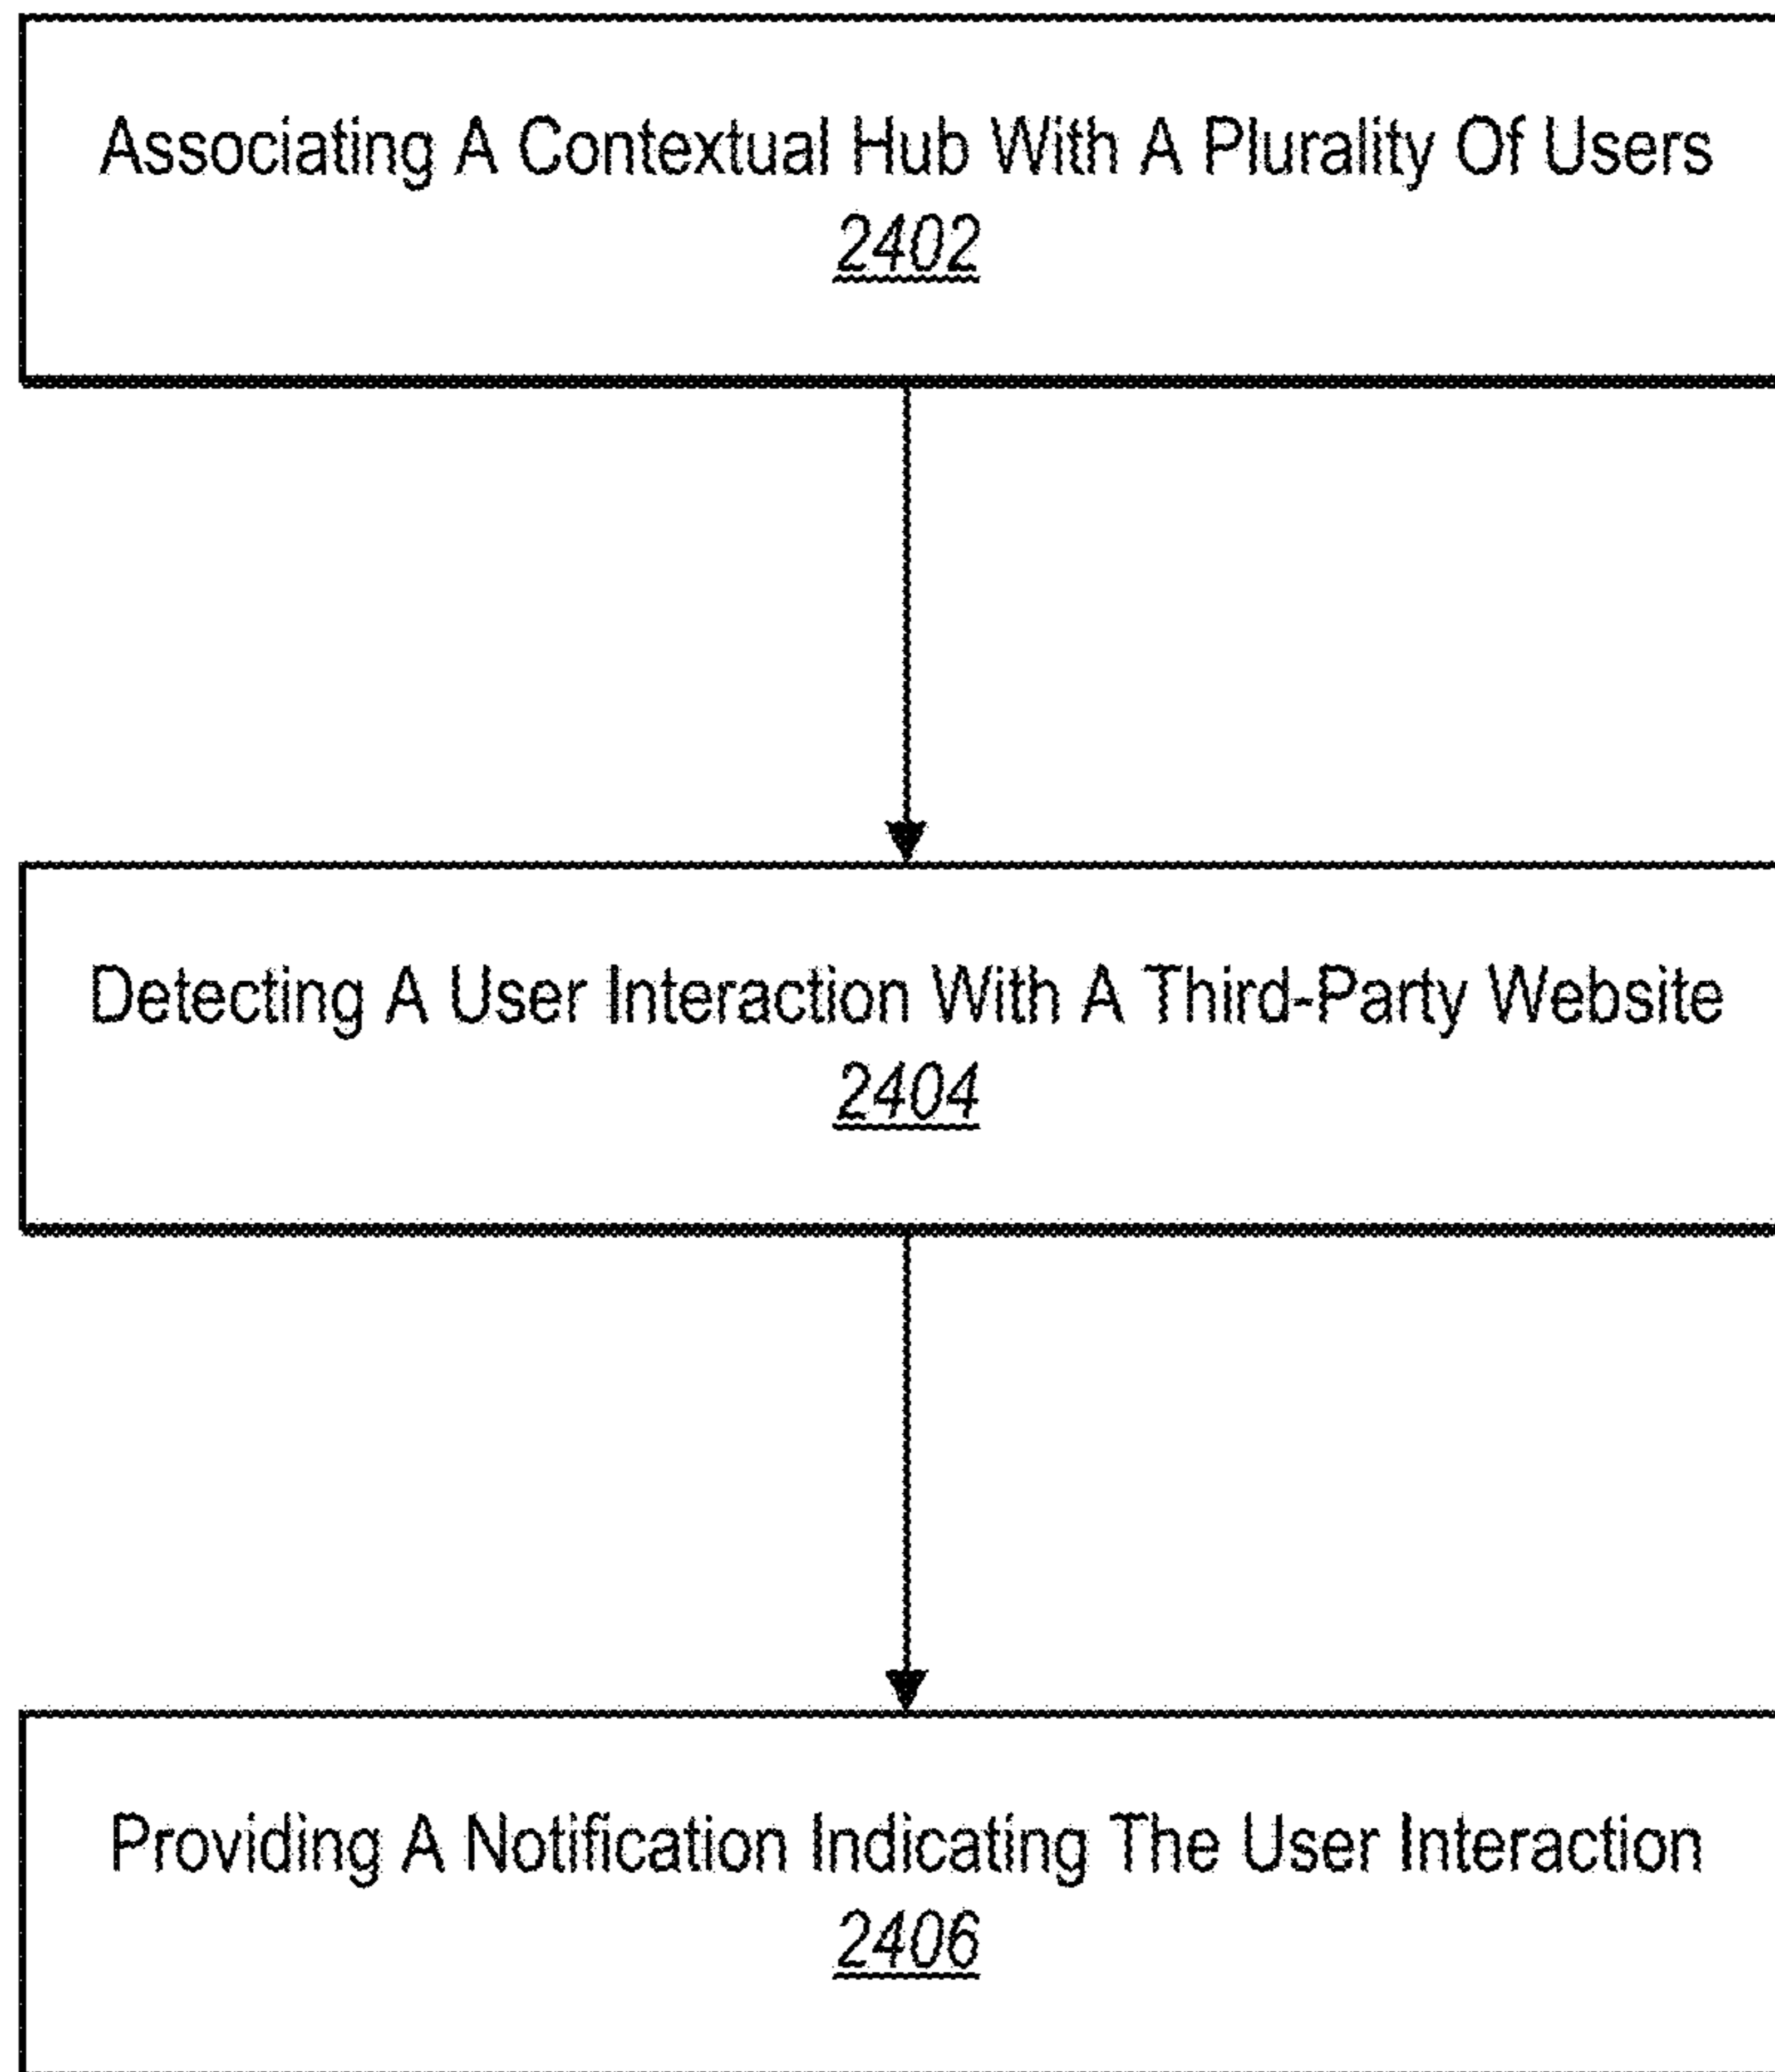 Associating A Contextual Hub With A Plurality Of Users
2402
Detecting A User Interaction With A Third-Party Website
2404
Providing A Notification Indicating The User Interaction
2406